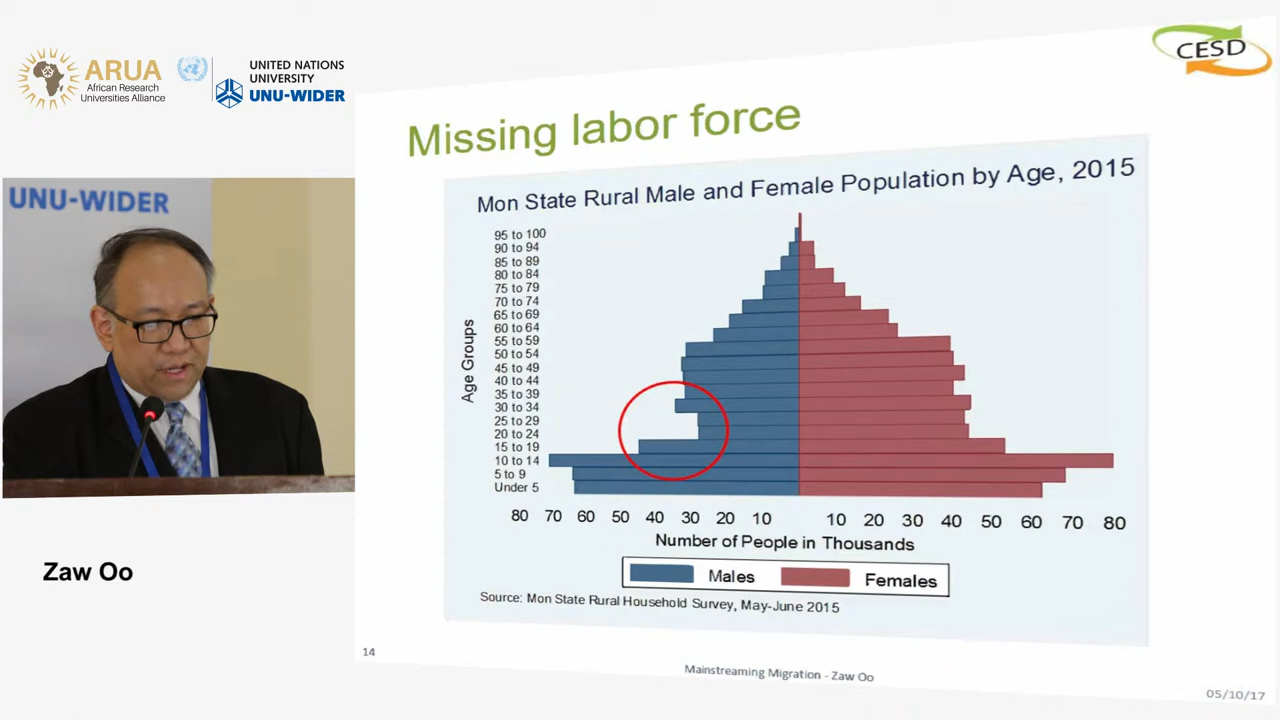 ARUA
African Research
Universities Alliance
UNITED NATIONS
UNIVERSITY
UNU-WIDER
CESD
Missing labor force
UNU-WIDER
Mon State Rural Male and Female Population by Age, 2015
Age Groups
95 to 100
90 to 94
85 to 89
80 to 84
75 to 79
70 to 74
65 to 69
60 to 64
55 to 59
50 to 54
45 to 49
40 to 44
35 to 39
30 to 34
25 to 29
20 to 24
15 to 19
10 to 14
5 to 9
Under 5
80 70 60 50 40 30 20 10 10 20 30 40 50 60 70 80
Number of People in Thousands
Males Females
Source: Mon State Rural Household Survey, May-June 2015
Zaw Oo
14
Mainstreaming Migration - Zaw Oo
05/10/17